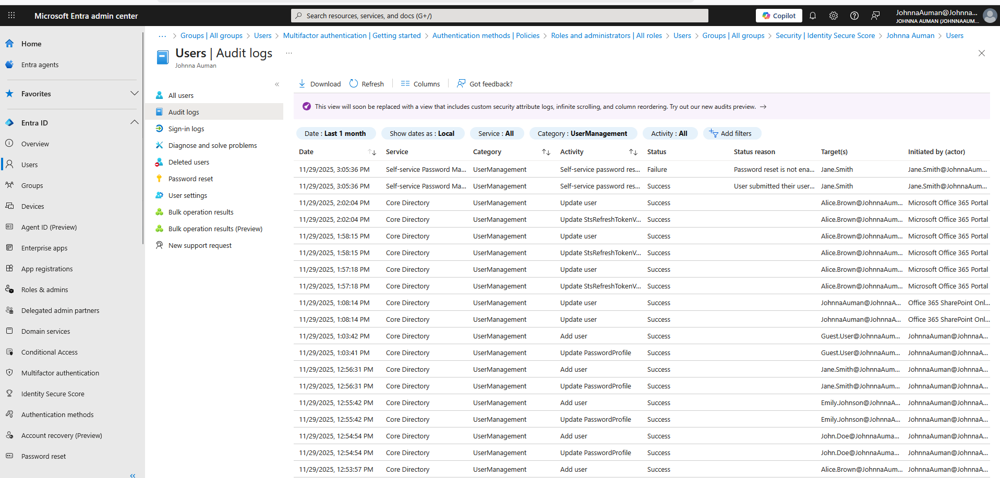 Microsoft Entra admin center
Search resources, services, and docs (G+/)
Copilot
JohnnaAuman@Johnna...
JOHNNA AUMAN (JOHNNAAUM...
Home
Entra agents
Favorites
Entra ID
Overview
Users
Groups
Devices
Agent ID (Preview)
Enterprise apps
App registrations
Roles & admins
Delegated admin partners
Domain services
Conditional Access
Multifactor authentication
Identity Secure Score
Authentication methods
Account recovery (Preview)
Password reset
... > Groups | All groups > Users > Multifactor authentication | Getting started > Authentication methods | Policies > Roles and administrators | All roles > Users > Groups | All groups > Security | Identity Secure Score > Johnna Auman > Users
Users | Audit logs ...
Johnna Auman
All users
Audit logs
Sign-in logs
Diagnose and solve problems
Deleted users
Password reset
User settings
Bulk operation results
Bulk operation results (Preview)
New support request
Download Refresh Columns Got feedback?
This view will soon be replaced with a view that includes custom security attribute logs, infinite scrolling, and column reordering. Try out our new audits preview. →
Date : Last 1 month Show dates as : Local Service : All Category : UserManagement Activity : All Add filters
Date Service Category Activity Status Status reason Target(s) Initiated by (actor)
11/29/2025, 3:05:36 PM Self-service Password Ma... UserManagement Self-service password res... Failure Password reset is not ena... Jane.Smith Jane.Smith@JohnnaAum...
11/29/2025, 3:05:36 PM Self-service Password Ma... UserManagement Self-service password res... Success User submitted their user... Jane.Smith Jane.Smith@JohnnaAum...
11/29/2025, 2:02:04 PM Core Directory UserManagement Update user Success Alice.Brown@JohnnaAum... Microsoft Office 365 Portal
11/29/2025, 2:02:04 PM Core Directory UserManagement Update StsRefreshTokenV... Success Alice.Brown@JohnnaAum... Microsoft Office 365 Portal
11/29/2025, 1:58:15 PM Core Directory UserManagement Update user Success Alice.Brown@JohnnaAum... Microsoft Office 365 Portal
11/29/2025, 1:58:15 PM Core Directory UserManagement Update StsRefreshTokenV... Success Alice.Brown@JohnnaAum... Microsoft Office 365 Portal
11/29/2025, 1:57:18 PM Core Directory UserManagement Update user Success Alice.Brown@JohnnaAum... Microsoft Office 365 Portal
11/29/2025, 1:57:18 PM Core Directory UserManagement Update StsRefreshTokenV... Success Alice.Brown@JohnnaAum... Microsoft Office 365 Portal
11/29/2025, 1:08:14 PM Core Directory UserManagement Update user Success JohnnaAuman@JohnnaA... Office 365 SharePoint Onl...
11/29/2025, 1:08:14 PM Core Directory UserManagement Update user Success JohnnaAuman@JohnnaA... Office 365 SharePoint Onl...
11/29/2025, 1:03:42 PM Core Directory UserManagement Add user Success Guest.User@JohnnaAum... JohnnaAuman@JohnnaA...
11/29/2025, 1:03:41 PM Core Directory UserManagement Update PasswordProfile Success Guest.User@JohnnaAum... JohnnaAuman@JohnnaA...
11/29/2025, 12:56:31 PM Core Directory UserManagement Add user Success Jane.Smith@JohnnaAum... JohnnaAuman@JohnnaA...
11/29/2025, 12:56:31 PM Core Directory UserManagement Update PasswordProfile Success Jane.Smith@JohnnaAum... JohnnaAuman@JohnnaA...
11/29/2025, 12:55:42 PM Core Directory UserManagement Add user Success Emily.Johnson@JohnnaA... JohnnaAuman@JohnnaA...
11/29/2025, 12:55:42 PM Core Directory UserManagement Update PasswordProfile Success Emily.Johnson@JohnnaA... JohnnaAuman@JohnnaA...
11/29/2025, 12:54:54 PM Core Directory UserManagement Add user Success John.Doe@JohnnaAuma... JohnnaAuman@JohnnaA...
11/29/2025, 12:54:54 PM Core Directory UserManagement Update PasswordProfile Success John.Doe@JohnnaAuma... JohnnaAuman@JohnnaA...
11/29/2025, 12:53:57 PM Core Directory UserManagement Add user Success Alice.Brown@JohnnaAum... JohnnaAuman@JohnnaA...